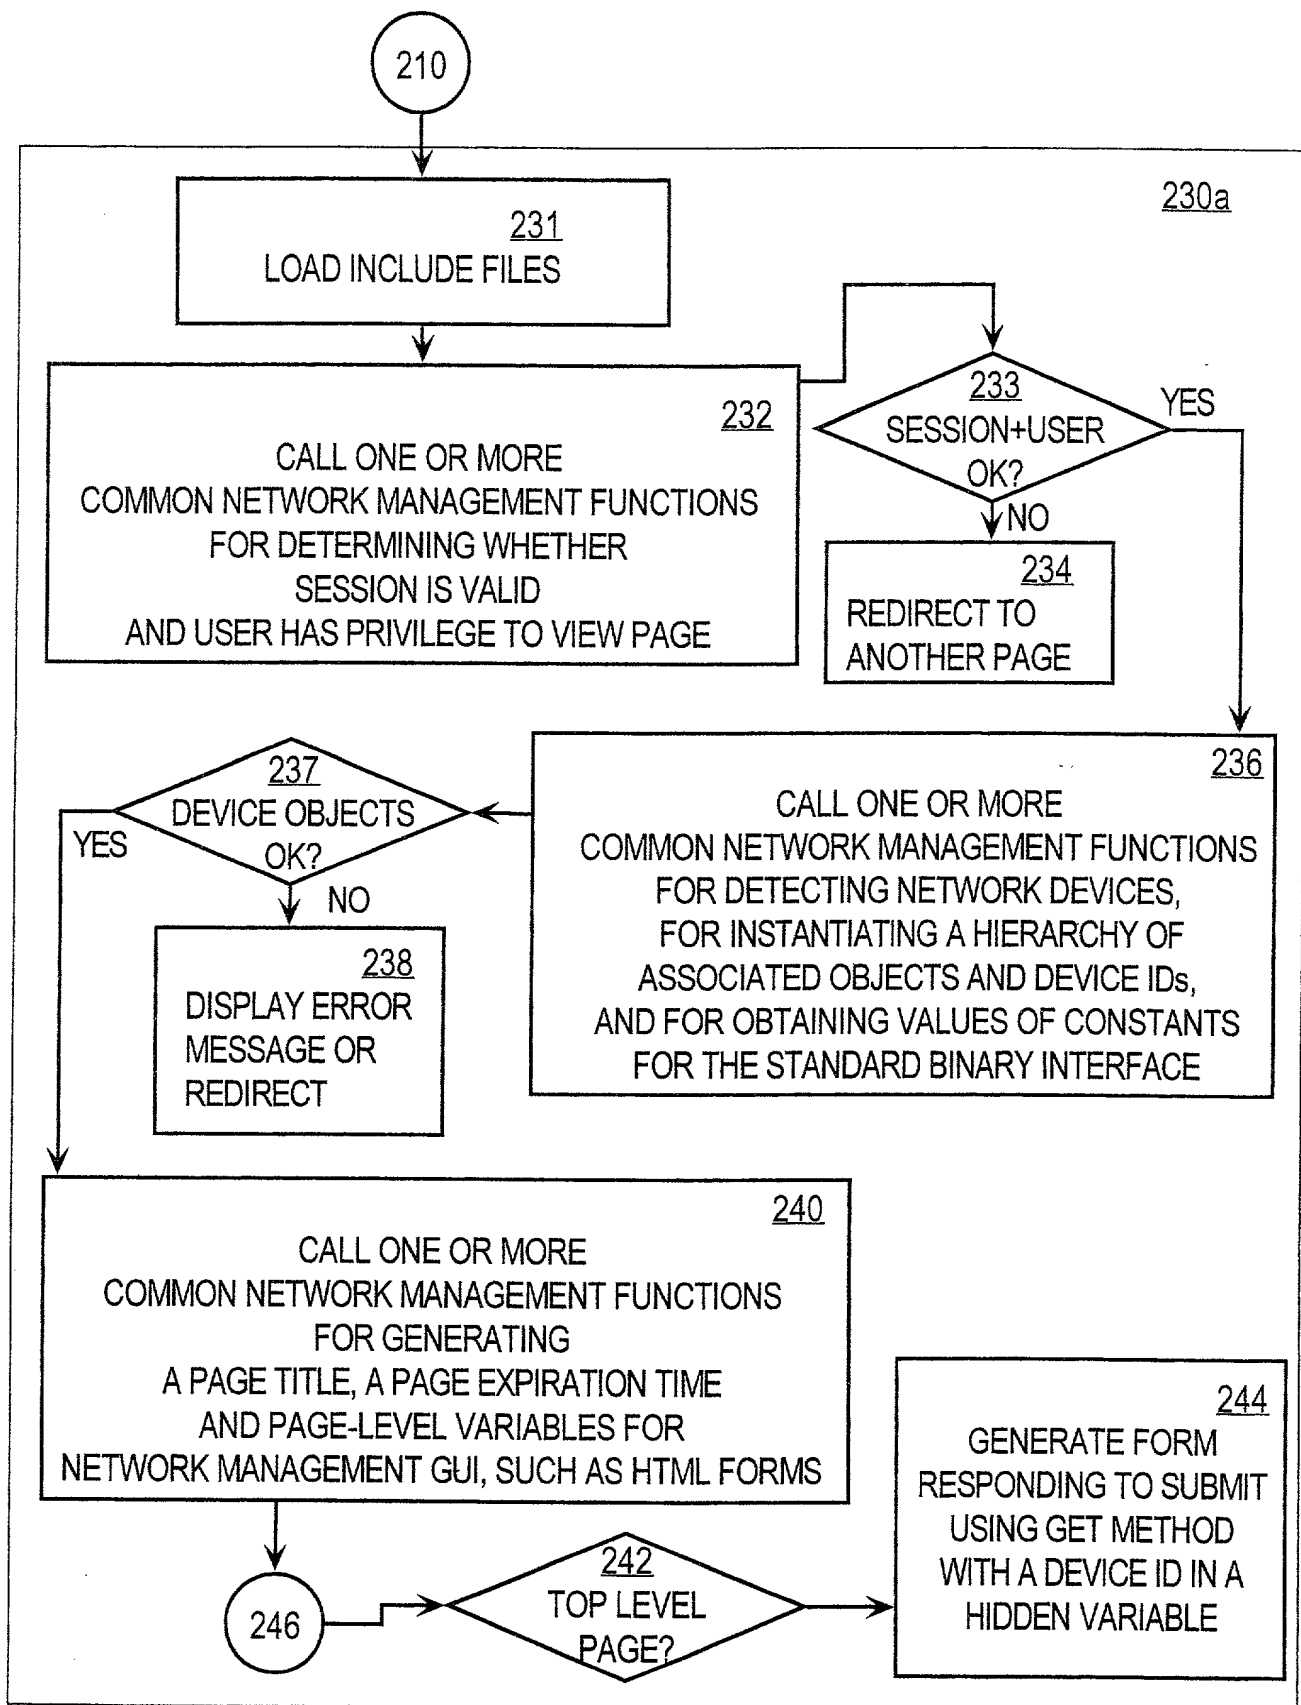 210
230a
231
LOAD INCLUDE FILES
232
CALL ONE OR MORE
COMMON NETWORK MANAGEMENT FUNCTIONS
FOR DETERMINING WHETHER
SESSION IS VALID
AND USER HAS PRIVILEGE TO VIEW PAGE
233
SESSION+USER
OK?
YES
NO
234
REDIRECT TO
ANOTHER PAGE
236
CALL ONE OR MORE
COMMON NETWORK MANAGEMENT FUNCTIONS
FOR DETECTING NETWORK DEVICES,
FOR INSTANTIATING A HIERARCHY OF
ASSOCIATED OBJECTS AND DEVICE IDs,
AND FOR OBTAINING VALUES OF CONSTANTS
FOR THE STANDARD BINARY INTERFACE
237
DEVICE OBJECTS
OK?
YES
NO
238
DISPLAY ERROR
MESSAGE OR
REDIRECT
240
CALL ONE OR MORE
COMMON NETWORK MANAGEMENT FUNCTIONS
FOR GENERATING
A PAGE TITLE, A PAGE EXPIRATION TIME
AND PAGE-LEVEL VARIABLES FOR
NETWORK MANAGEMENT GUI, SUCH AS HTML FORMS
246
242
TOP LEVEL
PAGE?
244
GENERATE FORM
RESPONDING TO SUBMIT
USING GET METHOD
WITH A DEVICE ID IN A
HIDDEN VARIABLE